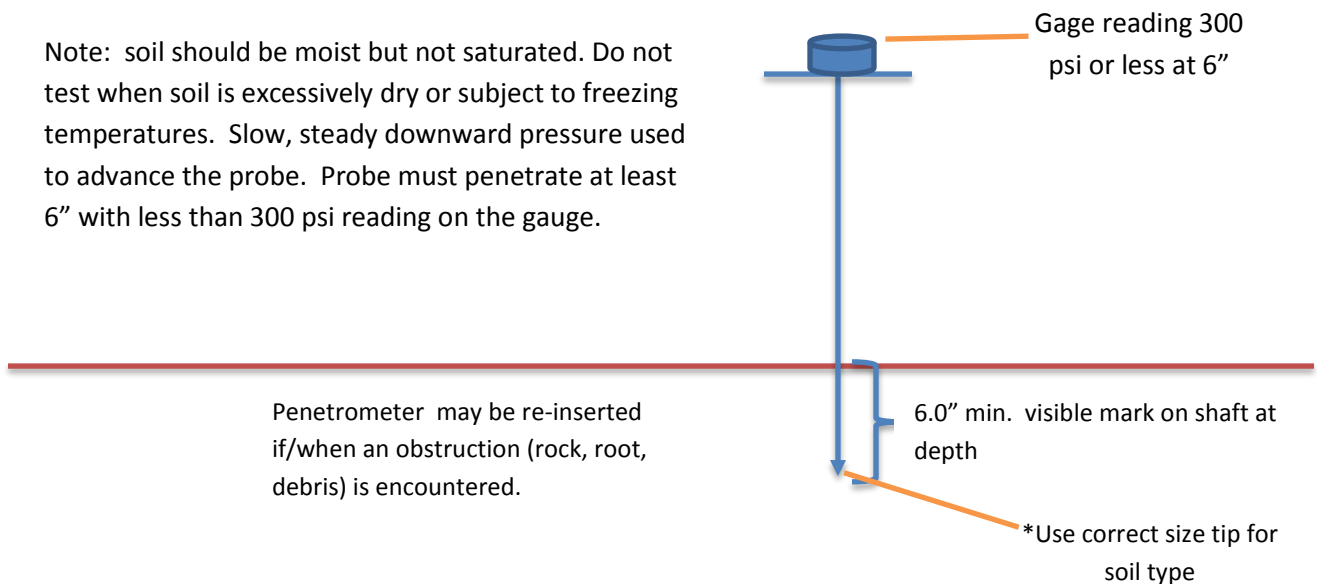 Note: soil should be moist but not saturated. Do not
test when soil is excessively dry or subject to freezing
temperatures. Slow, steady downward pressure used
to advance the probe. Probe must penetrate at least
6” with less than 300 psi reading on the gauge.
Gage reading 300
psi or less at 6”
Penetrometer may be re-inserted
if/when an obstruction (rock, root,
debris) is encountered.
6.0” min. visible mark on shaft at
depth
*Use correct size tip for
soil type